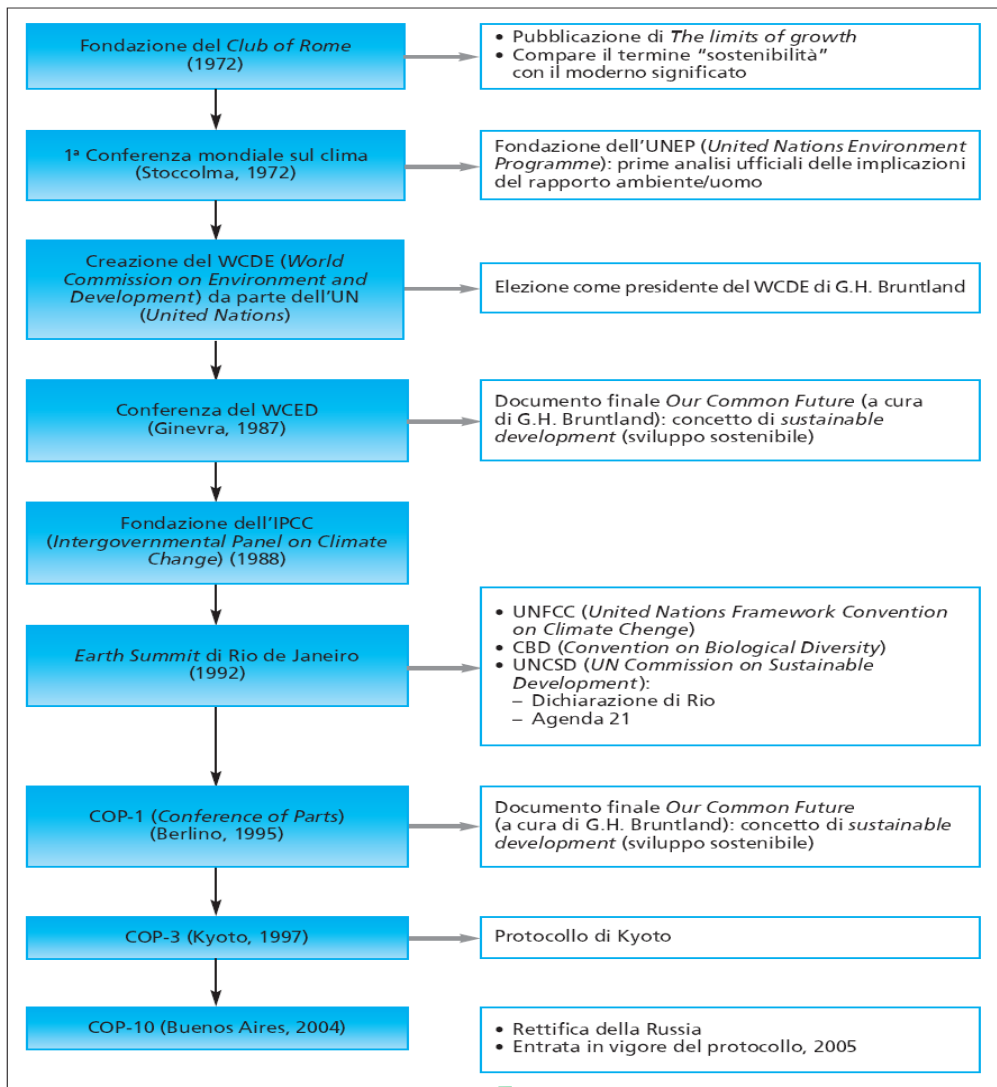 Fondazione del Club of Rome
(1972)
• Pubblicazione di The limits of growth
• Compare il termine “sostenibilità”
con il moderno significato
1ª Conferenza mondiale sul clima
(Stoccolma, 1972)
Fondazione dell’UNEP (United Nations Environment
Programme): prime analisi ufficiali delle implicazioni
del rapporto ambiente/uomo
Creazione del WCDE (World
Commission on Environment and
Development) da parte dell’UN
(United Nations)
Elezione come presidente del WCDE di G.H. Bruntland
Conferenza del WCED
(Ginevra, 1987)
Documento finale Our Common Future (a cura
di G.H. Bruntland): concetto di sustainable
development (sviluppo sostenibile)
Fondazione dell’IPCC
(Intergovernmental Panel on Climate
Change) (1988)
Earth Summit di Rio de Janeiro
(1992)
• UNFCC (United Nations Framework Convention
on Climate Chenge)
• CBD (Convention on Biological Diversity)
• UNCSD (UN Commission on Sustainable
Development):
– Dichiarazione di Rio
– Agenda 21
COP-1 (Conference of Parts)
(Berlino, 1995)
Documento finale Our Common Future
(a cura di G.H. Bruntland): concetto di sustainable
development (sviluppo sostenibile)
COP-3 (Kyoto, 1997)
Protocollo di Kyoto
COP-10 (Buenos Aires, 2004)
• Rettifica della Russia
• Entrata in vigore del protocollo, 2005